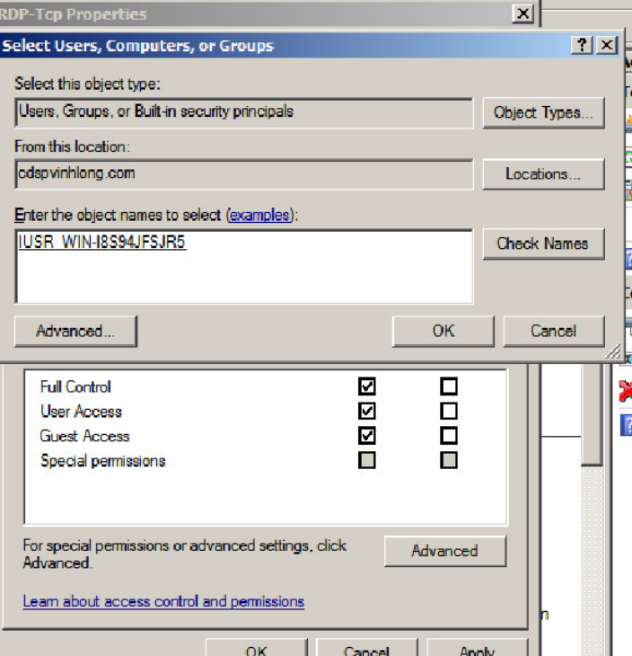 RDP-Tcp Properties
Select Users, Computers, or Groups
Select this object type:
Users, Groups, or Built-in security principals
Object Types...
From this location:
cdspvinhlong.com
Locations...
Enter the object names to select (examples):
IUSR_WIN-I8S94JFSJR5
Check Names
Advanced...
OK
Cancel
Full Control
User Access
Guest Access
Special permissions
For special permissions or advanced settings, click
Advanced.
Advanced
Learn about access control and permissions
OK
Cancel
Apply